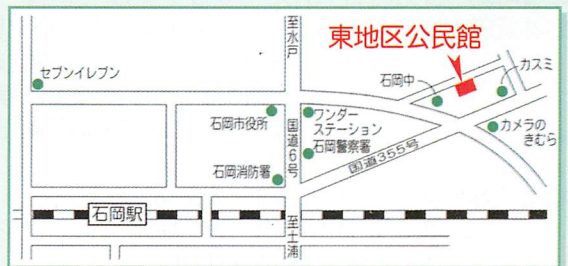 至水戸
東地区公民館
カスミ
石岡中
セブンイレブン
石岡市役所
国道6号
ワンダー
ステーション
石岡警察署
カメラの
きむら
国道355号
石岡消防署
石岡駅
至土浦